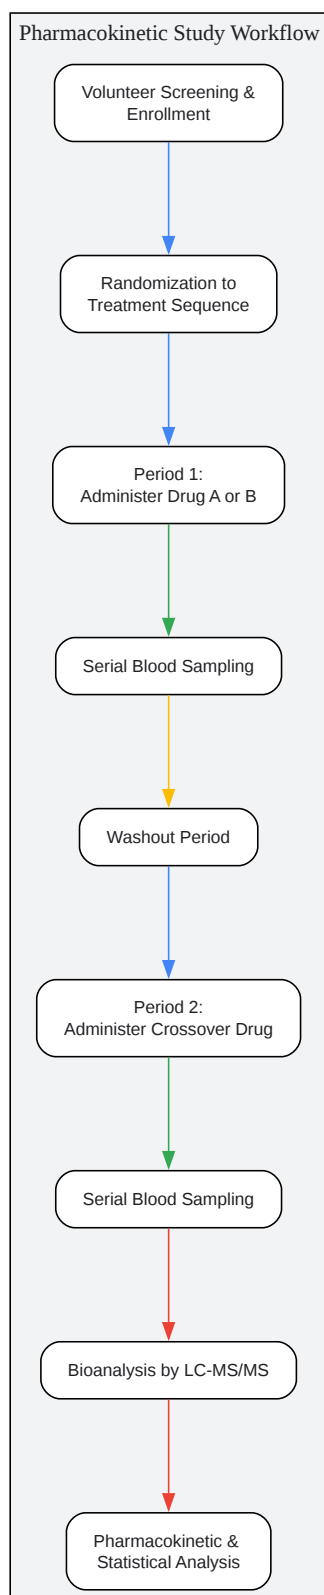 Pharmacokinetic Study Workflow
Volunteer Screening &
Enrollment
Randomization to
Treatment Sequence
Period 1:
Administer Drug A or B
Serial Blood Sampling
Washout Period
Period 2:
Administer Crossover Drug
Serial Blood Sampling
Bioanalysis by LC-MS/MS
Pharmacokinetic &
Statistical Analysis